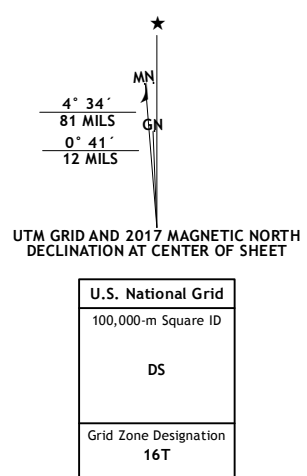 ★
MN
4° 34´
81 MILS
GN
0° 41´
12 MILS
UTM GRID AND 2017 MAGNETIC NORTH
DECLINATION AT CENTER OF SHEET
U.S. National Grid
100,000-m Square ID
DS
Grid Zone Designation
16T